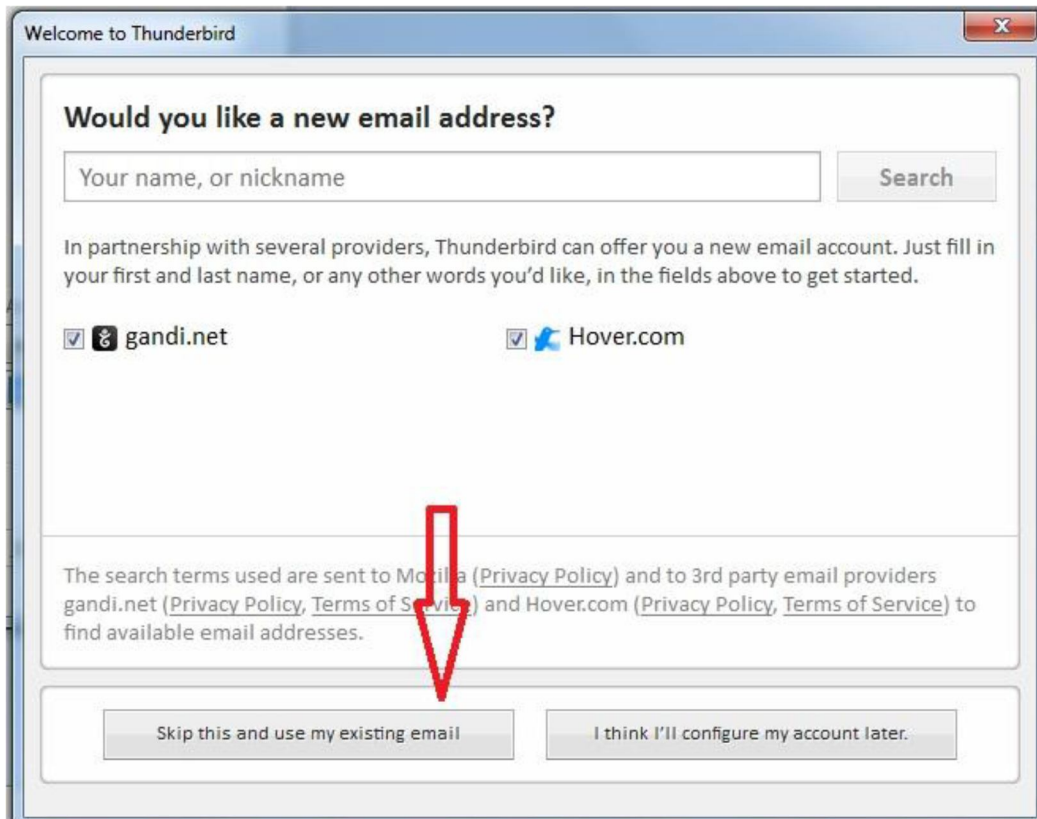 Welcome to Thunderbird
Would you like a new email address?
Your name, or nickname
Search
In partnership with several providers, Thunderbird can offer you a new email account. Just fill in
your first and last name, or any other words you'd like, in the fields above to get started.
gandi.net
Hover.com
The search terms used are sent to Mozilla (Privacy Policy) and to 3rd party email providers
gandi.net (Privacy Policy, Terms of Service) and Hover.com (Privacy Policy, Terms of Service) to
find available email addresses.
Skip this and use my existing email
I think I'll configure my account later.